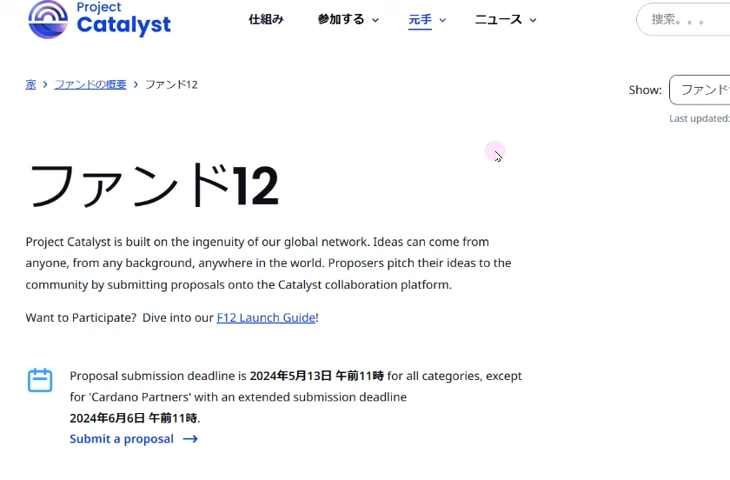 Project
Catalyst
仕組み 参加する 元手 ニュース
搜索。。。
家 > ファンドの概要 > ファンド12
Show: ファンド
Last updated:
ファンド12
Project Catalyst is built on the ingenuity of our global network. Ideas can come from
anyone, from any background, anywhere in the world. Proposers pitch their ideas to the
community by submitting proposals onto the Catalyst collaboration platform.
Want to Participate? Dive into our F12 Launch Guide!
Proposal submission deadline is 2024年5月13日 午前11時 for all categories, except
for 'Cardano Partners' with an extended submission deadline
2024年6月6日 午前11時.
Submit a proposal →